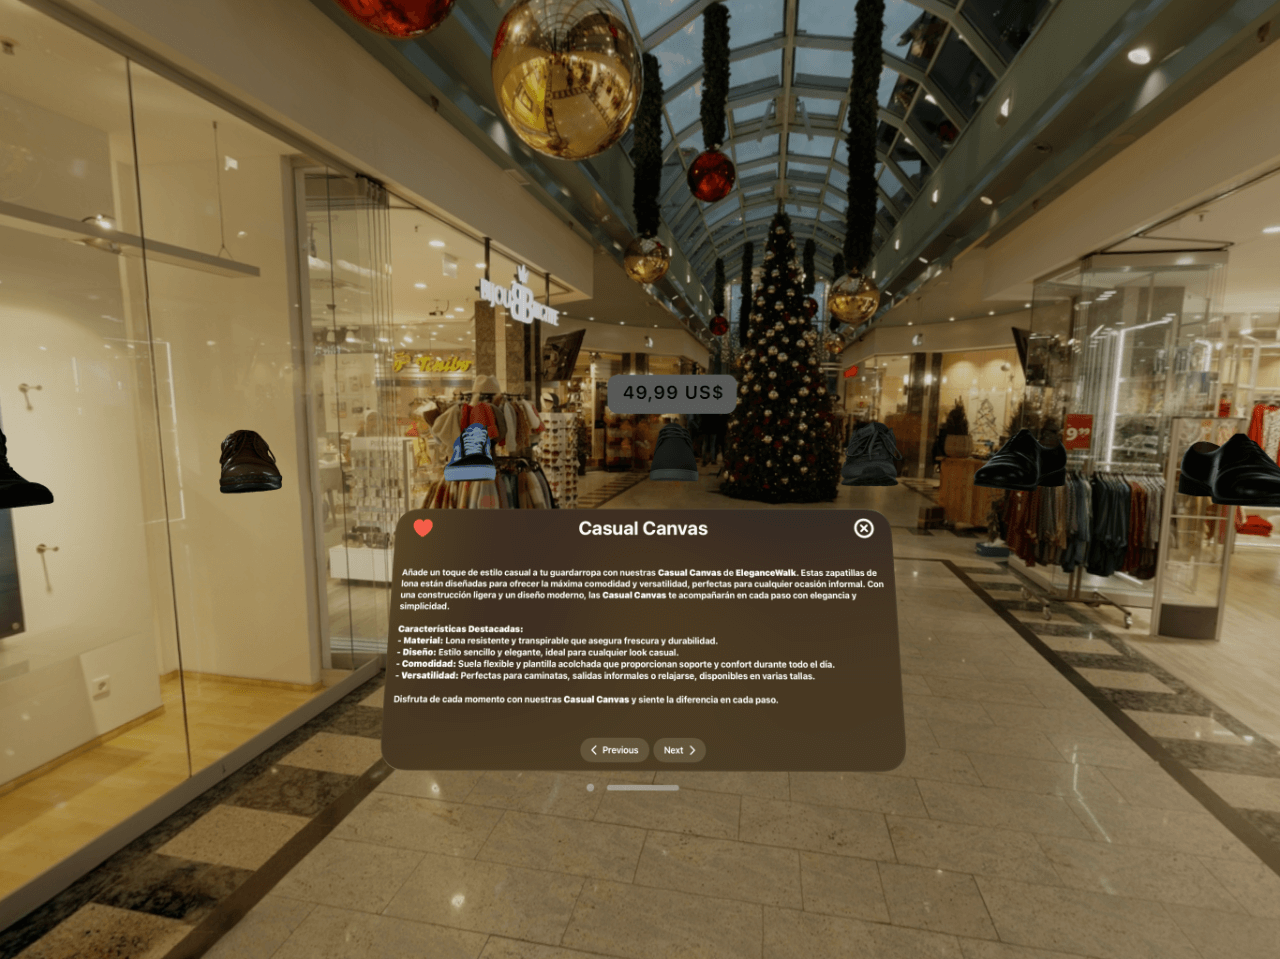 BIJOU BRIGITTE
49,99 US$
9⁹⁹
Casual Canvas
Añade un toque de estilo casual a tu guardarropa con nuestras Casual Canvas de EleganceWalk. Estas zapatillas de
lona están diseñadas para ofrecer la máxima comodidad y versatilidad, perfectas para cualquier ocasión informal. Con
una construcción ligera y un diseño moderno, las Casual Canvas te acompañarán en cada paso con elegancia y
simplicidad.
Características Destacadas:
- Material: Lona resistente y transpirable que asegura frescura y durabilidad.
- Diseño: Estilo sencillo y elegante, ideal para cualquier look casual.
- Comodidad: Suela flexible y plantilla acolchada que proporcionan soporte y confort durante todo el día.
- Versatilidad: Perfectas para caminatas, salidas informales o relajarse, disponibles en varias tallas.
Disfruta de cada momento con nuestras Casual Canvas y siente la diferencia en cada paso.
Previous
Next